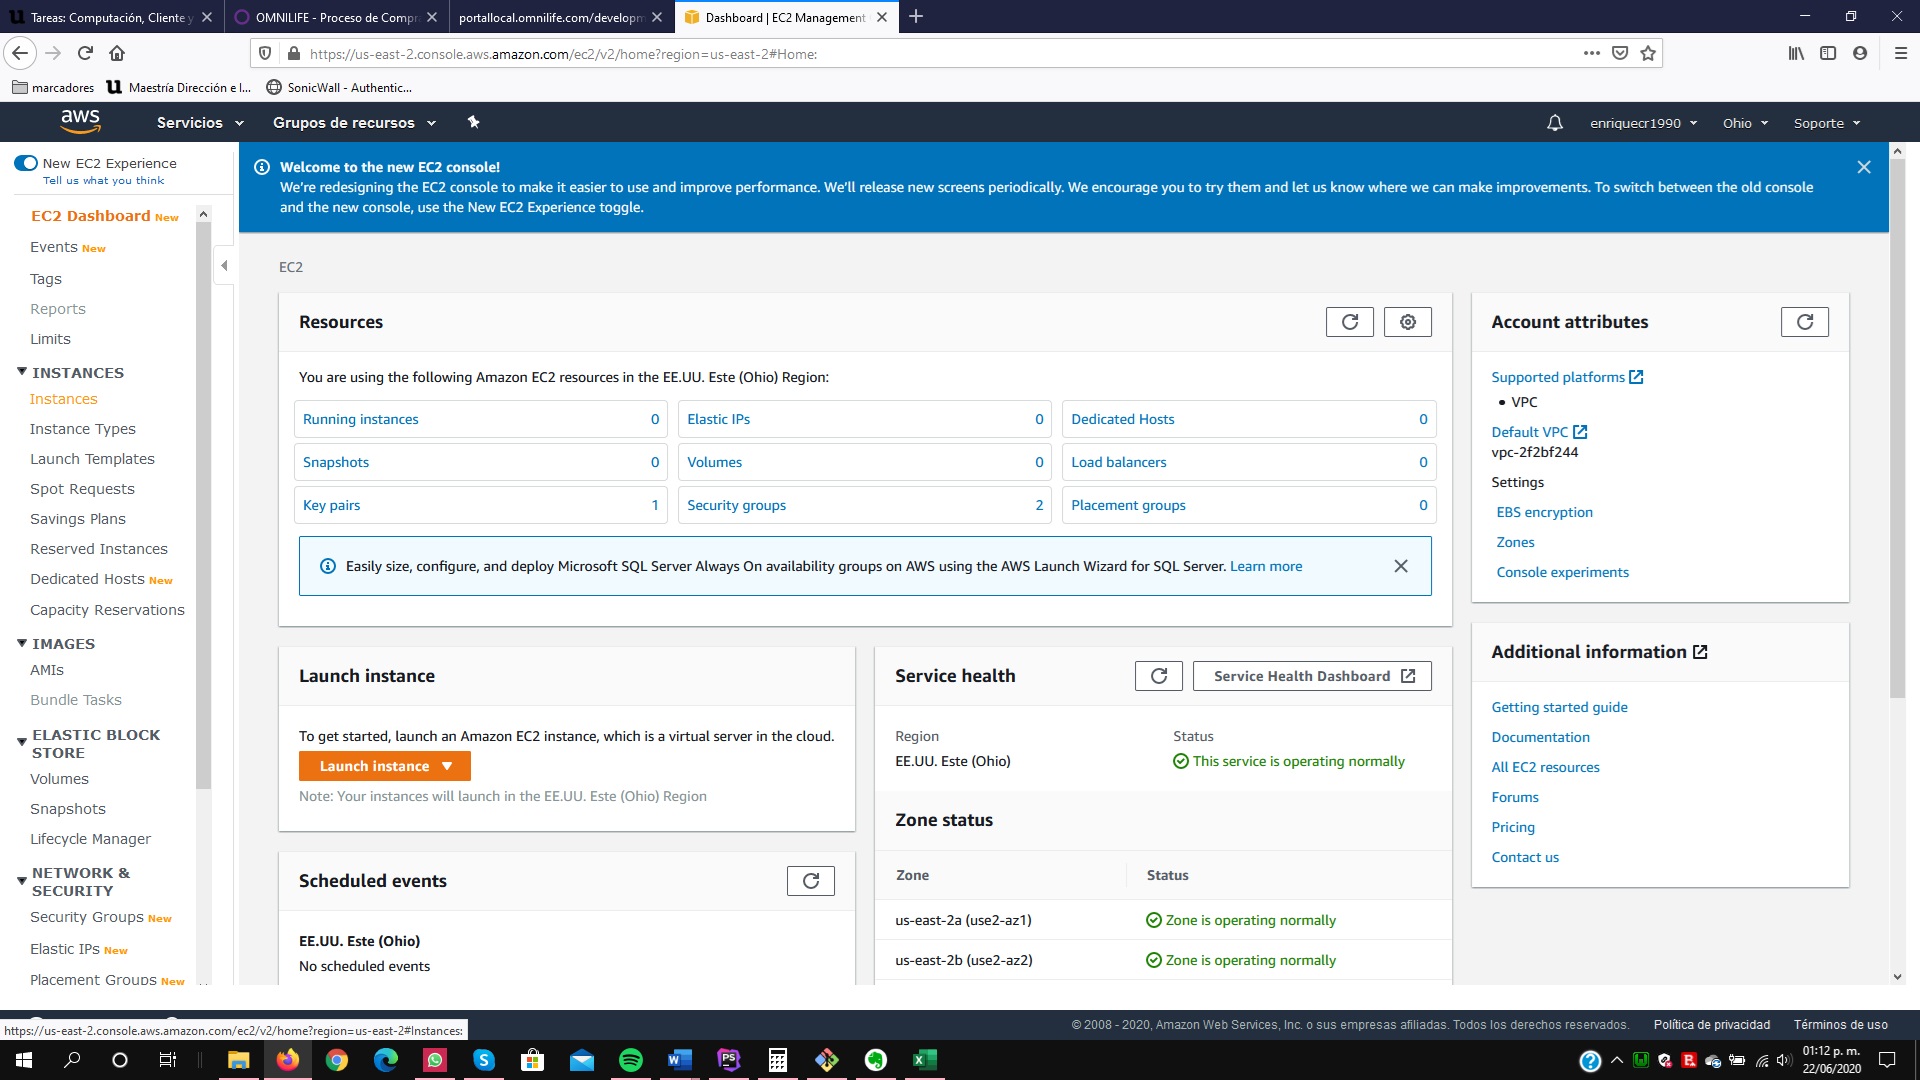 Tareas: Computación, Cliente y
OMNILIFE - Proceso de Compr
portallocal.omnilife.com/developm
Dashboard | EC2 Management
https://us-east-2.console.aws.amazon.com/ec2/v2/home?region=us-east-2#Home:
marcadores
Maestría Dirección e I...
SonicWall - Authentic...
aws
Servicios
Grupos de recursos
enriquecr1990
Ohio
Soporte
New EC2 Experience
Tell us what you think
EC2 Dashboard New
Events New
Tags
Reports
Limits
INSTANCES
Instances
Instance Types
Launch Templates
Spot Requests
Savings Plans
Reserved Instances
Dedicated Hosts New
Capacity Reservations
IMAGES
AMIs
Bundle Tasks
ELASTIC BLOCK
STORE
Volumes
Snapshots
Lifecycle Manager
NETWORK &
SECURITY
Security Groups New
Elastic IPs New
Placement Groups New
Welcome to the new EC2 console!
We're redesigning the EC2 console to make it easier to use and improve performance. We'll release new screens periodically. We encourage you to try them and let us know where we can make improvements. To switch between the old console
and the new console, use the New EC2 Experience toggle.
EC2
Resources
You are using the following Amazon EC2 resources in the EE.UU. Este (Ohio) Region:
Running instances 0
Elastic IPs 0
Dedicated Hosts 0
Snapshots 0
Volumes 0
Load balancers 0
Key pairs 1
Security groups 2
Placement groups 0
Easily size, configure, and deploy Microsoft SQL Server Always On availability groups on AWS using the AWS Launch Wizard for SQL Server. Learn more
Launch instance
To get started, launch an Amazon EC2 instance, which is a virtual server in the cloud.
Launch instance
Note: Your instances will launch in the EE.UU. Este (Ohio) Region
Scheduled events
EE.UU. Este (Ohio)
No scheduled events
Service health
Service Health Dashboard
Region
Status
EE.UU. Este (Ohio)
This service is operating normally
Zone status
Zone
Status
us-east-2a (use2-az1)
Zone is operating normally
us-east-2b (use2-az2)
Zone is operating normally
Account attributes
Supported platforms
• VPC
Default VPC
vpc-2f2bf244
Settings
EBS encryption
Zones
Console experiments
Additional information
Getting started guide
Documentation
All EC2 resources
Forums
Pricing
Contact us
https://us-east-2.console.aws.amazon.com/ec2/v2/home?region=us-east-2#Instances:
© 2008 - 2020, Amazon Web Services, Inc. o sus empresas afiliadas. Todos los derechos reservados.
Política de privacidad
Términos de uso
01:12 p. m.
22/06/2020